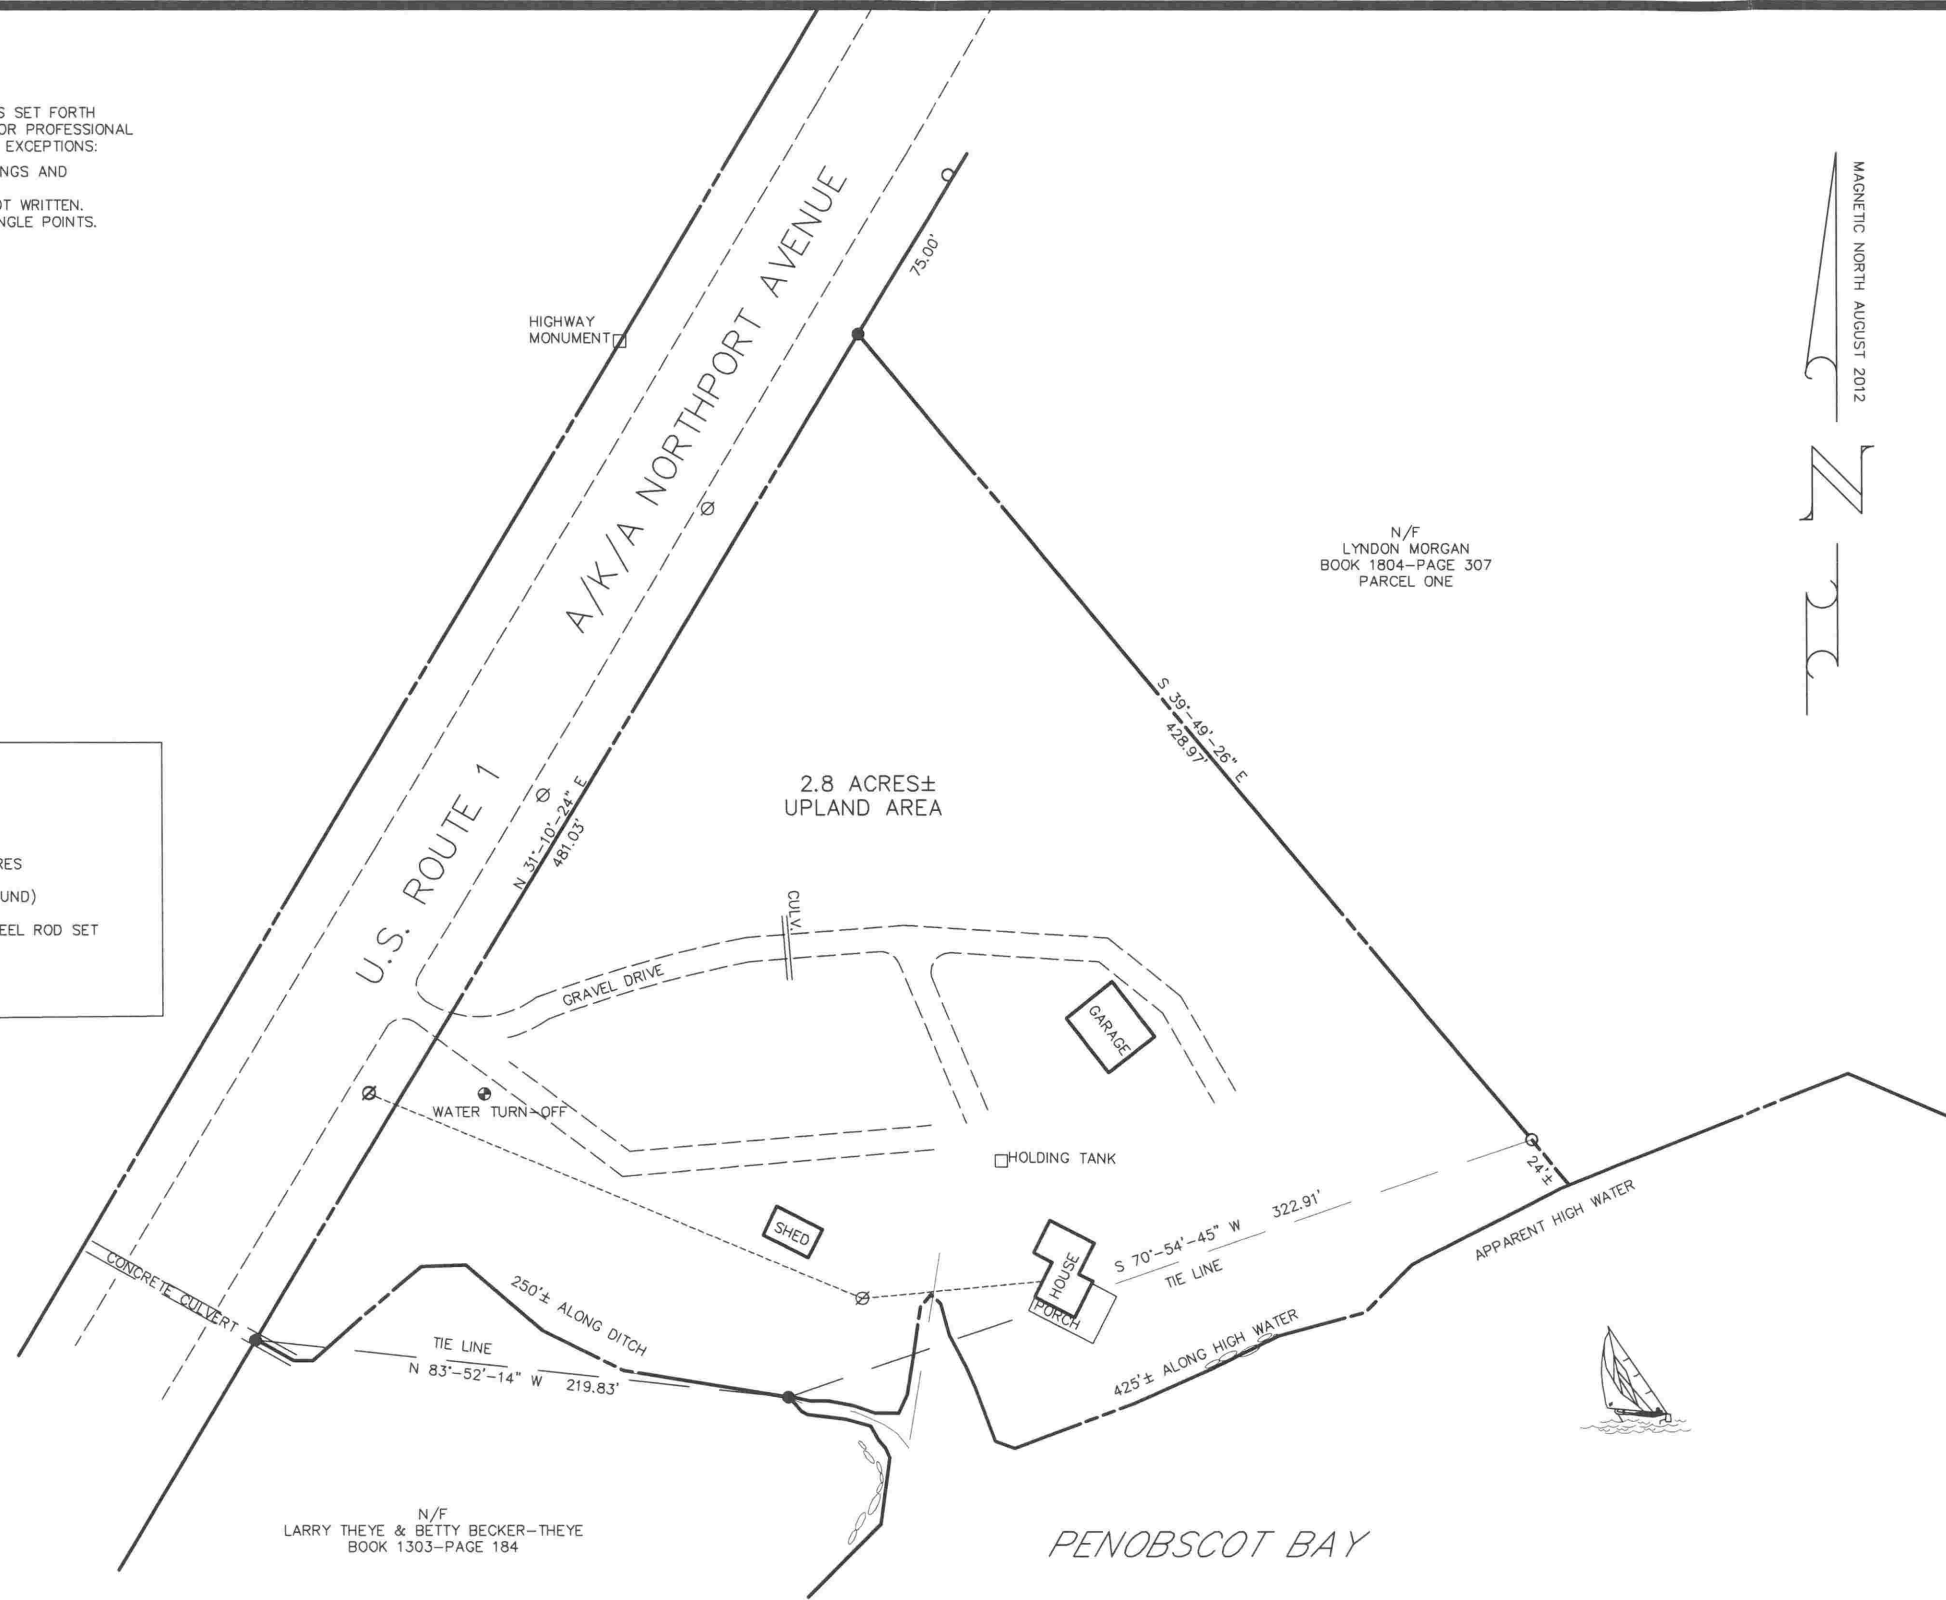 S SET FORTH
OR PROFESSIONAL
EXCEPTIONS:
NGS AND
OT WRITTEN.
NGLE POINTS.
HIGHWAY
MONUMENT
A/K/A NORTHPORT AVENUE
U.S. ROUTE 1
75.00'
MAGNETIC NORTH AUGUST 2012
N
N/F
LYNDON MORGAN
BOOK 1804-PAGE 307
PARCEL ONE
S 39°-49'-26" E
428.97'
2.8 ACRES±
UPLAND AREA
N 31°-10'-24" E
481.03'
RES
UND)
EEL ROD SET
CULV.
GRAVEL DRIVE
GARAGE
WATER TURN-OFF
HOLDING TANK
24'±
SHED
HOUSE
PORCH
S 70°-54'-45" W 322.91'
TIE LINE
APPARENT HIGH WATER
CONCRETE CULVERT
250'± ALONG DITCH
TIE LINE
N 83°-52'-14" W 219.83'
425'± ALONG HIGH WATER
N/F
LARRY THEYE & BETTY BECKER-THEYE
BOOK 1303-PAGE 184
PENOBSCOT BAY